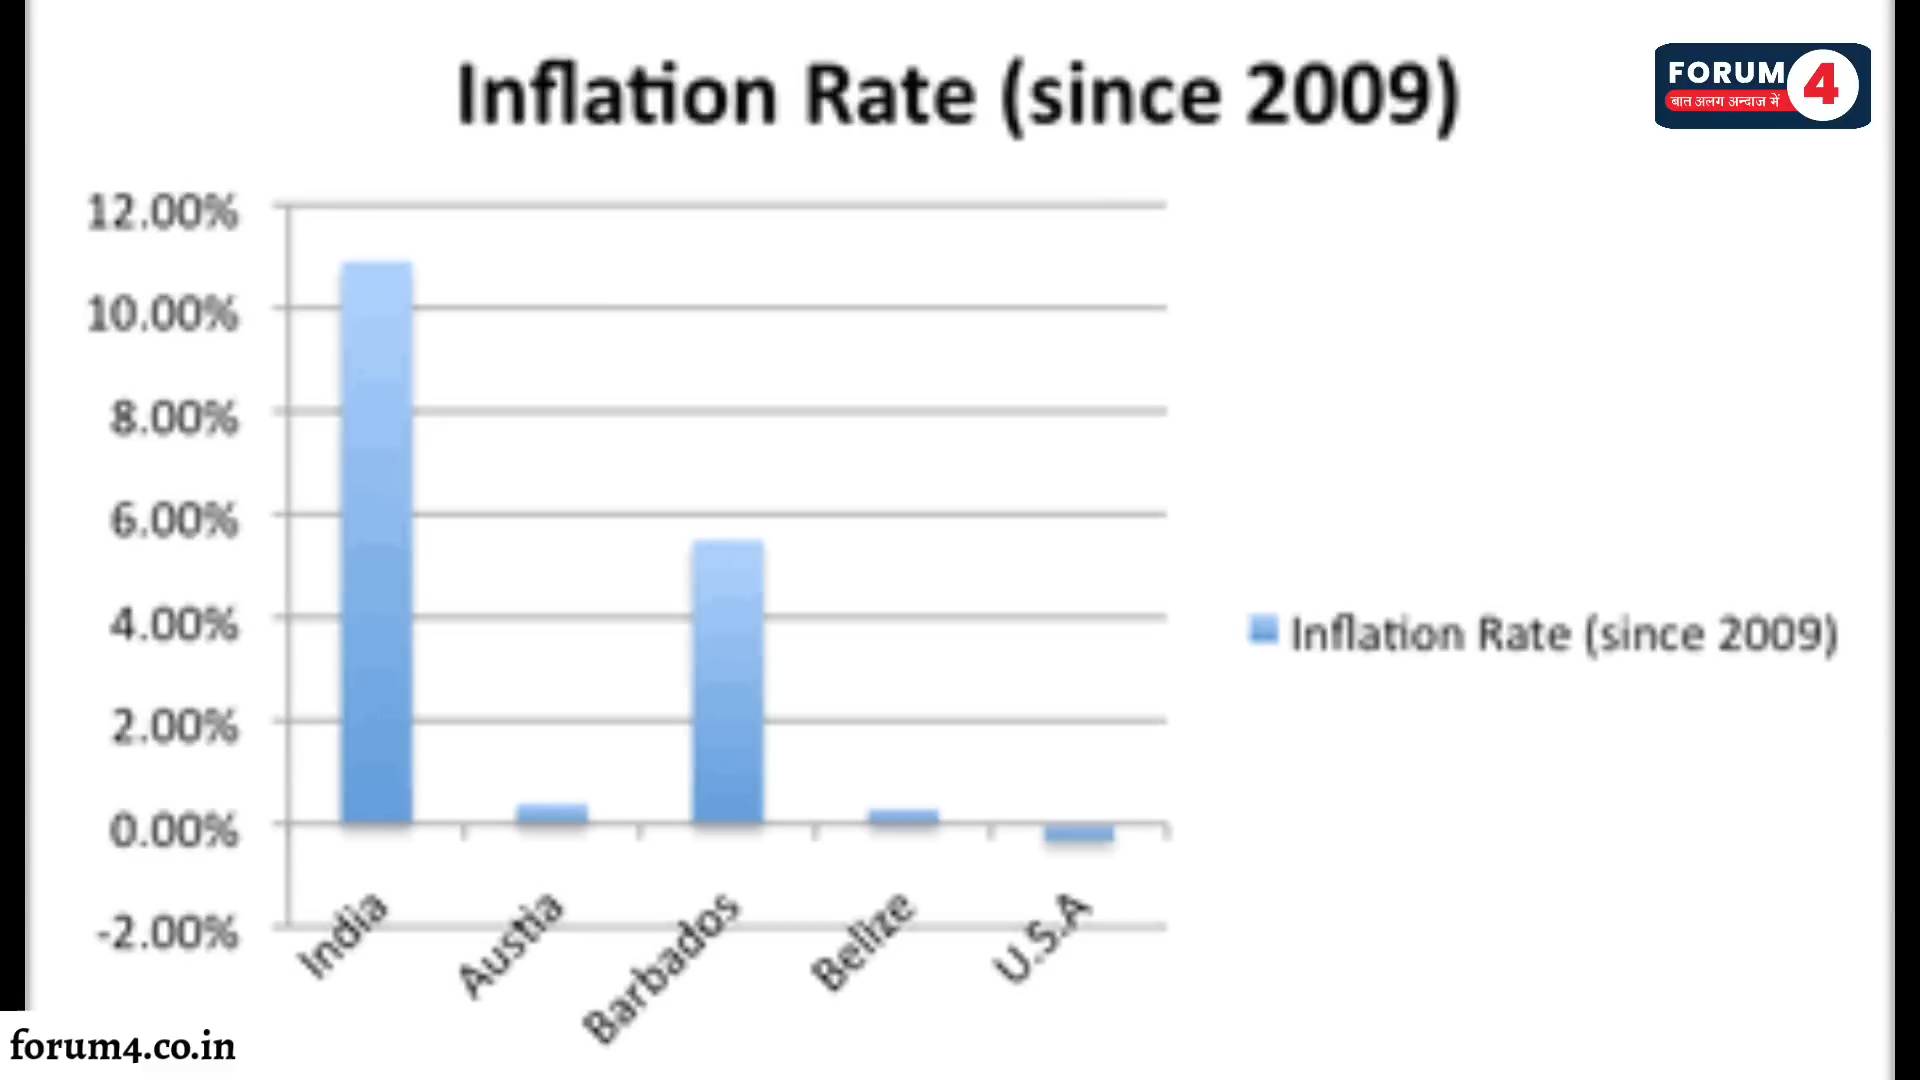 Inflation Rate (since 2009)
FORUM 4
बात अलग अन्दाज में
12.00%
10.00%
8.00%
6.00%
4.00%
2.00%
0.00%
-2.00%
India
Austia
Barbados
Belize
U.S.A
Inflation Rate (since 2009)
forum4.co.in